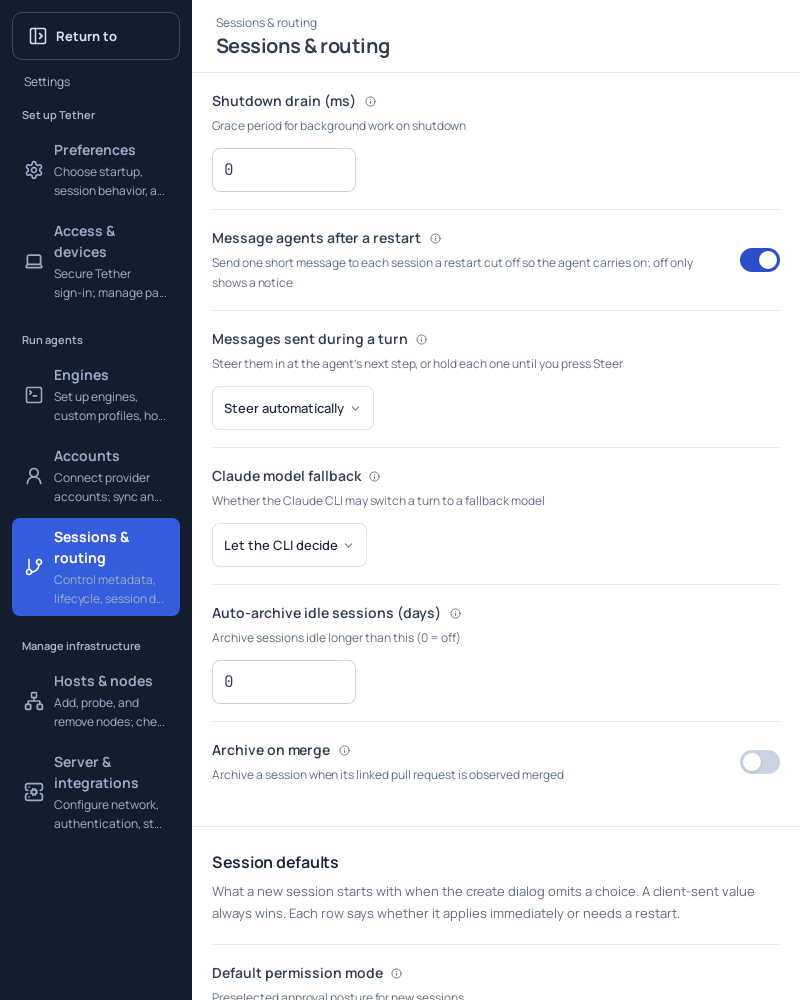 Return to
Settings
Set up Tether
Preferences
Choose startup,
session behavior, a...
Access &
devices
Secure Tether
sign-in; manage pa...
Run agents
Engines
Set up engines,
custom profiles, ho...
Accounts
Connect provider
accounts; sync an...
Sessions &
routing
Control metadata,
lifecycle, session d...
Manage infrastructure
Hosts & nodes
Add, probe, and
remove nodes; che...
Server &
integrations
Configure network,
authentication, st...
Sessions & routing
Sessions & routing
Shutdown drain (ms)
Grace period for background work on shutdown
0
Message agents after a restart
Send one short message to each session a restart cut off so the agent carries on; off only
shows a notice
Messages sent during a turn
Steer them in at the agent's next step, or hold each one until you press Steer
Steer automatically
Claude model fallback
Whether the Claude CLI may switch a turn to a fallback model
Let the CLI decide
Auto-archive idle sessions (days)
Archive sessions idle longer than this (0 = off)
0
Archive on merge
Archive a session when its linked pull request is observed merged
Session defaults
What a new session starts with when the create dialog omits a choice. A client-sent value
always wins. Each row says whether it applies immediately or needs a restart.
Default permission mode
Preselected approval posture for new sessions